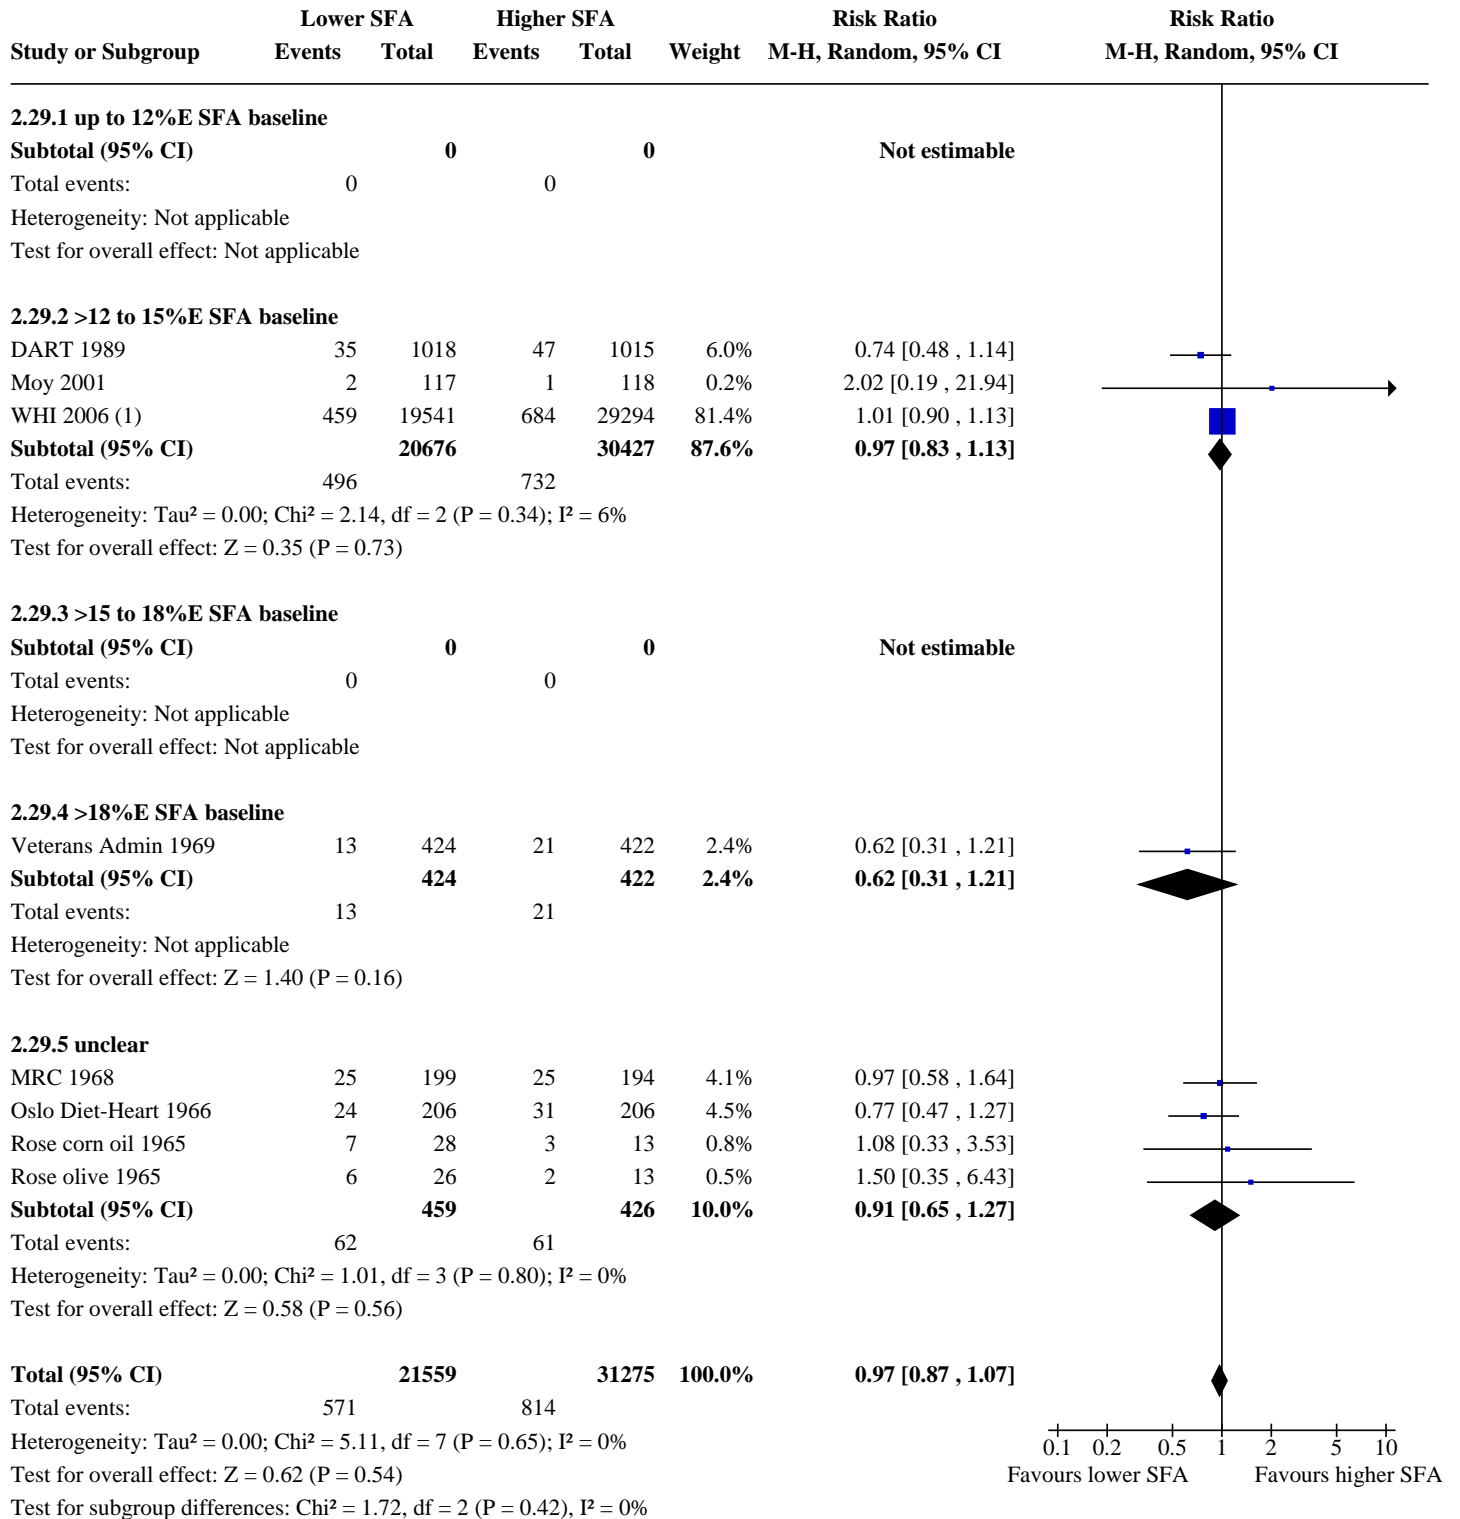 Lower SFA Higher SFA Risk Ratio Risk Ratio
Study or Subgroup Events Total Events Total Weight M-H, Random, 95% CI M-H, Random, 95% CI
2.29.1 up to 12%E SFA baseline
Subtotal (95% CI) 0 0 Not estimable
Total events: 0 0
Heterogeneity: Not applicable
Test for overall effect: Not applicable
2.29.2 >12 to 15%E SFA baseline
DART 1989 35 1018 47 1015 6.0% 0.74 [0.48 , 1.14]
Moy 2001 2 117 1 118 0.2% 2.02 [0.19 , 21.94]
WHI 2006 (1) 459 19541 684 29294 81.4% 1.01 [0.90 , 1.13]
Subtotal (95% CI) 20676 30427 87.6% 0.97 [0.83 , 1.13]
Total events: 496 732
Heterogeneity: Tau² = 0.00; Chi² = 2.14, df = 2 (P = 0.34); I² = 6%
Test for overall effect: Z = 0.35 (P = 0.73)
2.29.3 >15 to 18%E SFA baseline
Subtotal (95% CI) 0 0 Not estimable
Total events: 0 0
Heterogeneity: Not applicable
Test for overall effect: Not applicable
2.29.4 >18%E SFA baseline
Veterans Admin 1969 13 424 21 422 2.4% 0.62 [0.31 , 1.21]
Subtotal (95% CI) 424 422 2.4% 0.62 [0.31 , 1.21]
Total events: 13 21
Heterogeneity: Not applicable
Test for overall effect: Z = 1.40 (P = 0.16)
2.29.5 unclear
MRC 1968 25 199 25 194 4.1% 0.97 [0.58 , 1.64]
Oslo Diet-Heart 1966 24 206 31 206 4.5% 0.77 [0.47 , 1.27]
Rose corn oil 1965 7 28 3 13 0.8% 1.08 [0.33 , 3.53]
Rose olive 1965 6 26 2 13 0.5% 1.50 [0.35 , 6.43]
Subtotal (95% CI) 459 426 10.0% 0.91 [0.65 , 1.27]
Total events: 62 61
Heterogeneity: Tau² = 0.00; Chi² = 1.01, df = 3 (P = 0.80); I² = 0%
Test for overall effect: Z = 0.58 (P = 0.56)
Total (95% CI) 21559 31275 100.0% 0.97 [0.87 , 1.07]
Total events: 571 814
Heterogeneity: Tau² = 0.00; Chi² = 5.11, df = 7 (P = 0.65); I² = 0%
0.1 0.2 0.5 1 2 5 10
Test for overall effect: Z = 0.62 (P = 0.54)
Favours lower SFA Favours higher SFA
Test for subgroup differences: Chi² = 1.72, df = 2 (P = 0.42), I² = 0%